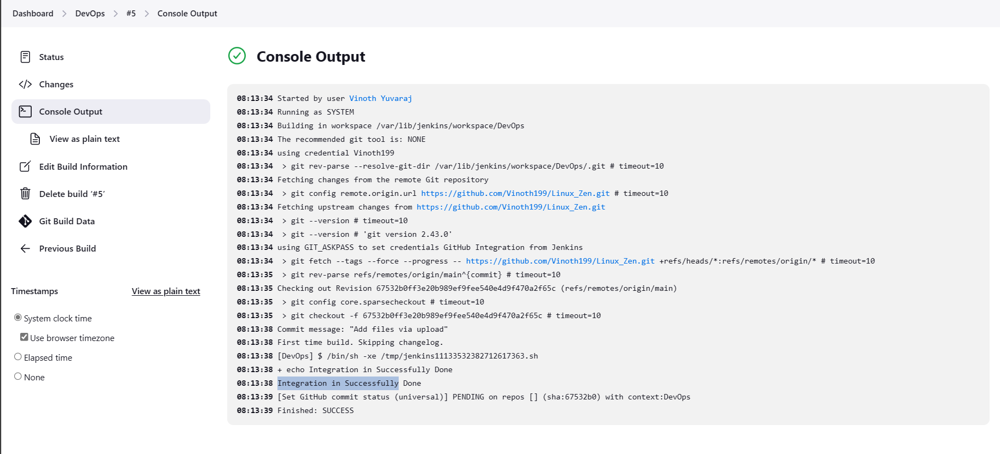 Dashboard > DevOps > #5 > Console Output
Status
Changes
Console Output
View as plain text
Edit Build Information
Delete build ‘#5’
Git Build Data
Previous Build
Timestamps View as plain text
System clock time
Use browser timezone
Elapsed time
None
Console Output
08:13:34 Started by user Vinoth Yuvaraj
08:13:34 Running as SYSTEM
08:13:34 Building in workspace /var/lib/jenkins/workspace/DevOps
08:13:34 The recommended git tool is: NONE
08:13:34 using credential Vinoth199
08:13:34  > git rev-parse --resolve-git-dir /var/lib/jenkins/workspace/DevOps/.git # timeout=10
08:13:34 Fetching changes from the remote Git repository
08:13:34  > git config remote.origin.url https://github.com/Vinoth199/Linux_Zen.git # timeout=10
08:13:34 Fetching upstream changes from https://github.com/Vinoth199/Linux_Zen.git
08:13:34  > git --version # timeout=10
08:13:34  > git --version # 'git version 2.43.0'
08:13:34 using GIT_ASKPASS to set credentials GitHub Integration from Jenkins
08:13:34  > git fetch --tags --force --progress -- https://github.com/Vinoth199/Linux_Zen.git +refs/heads/*:refs/remotes/origin/* # timeout=10
08:13:35  > git rev-parse refs/remotes/origin/main^{commit} # timeout=10
08:13:35 Checking out Revision 67532b0ff3e20b989ef9fee540e4d9f470a2f65c (refs/remotes/origin/main)
08:13:35  > git config core.sparsecheckout # timeout=10
08:13:35  > git checkout -f 67532b0ff3e20b989ef9fee540e4d9f470a2f65c # timeout=10
08:13:38 Commit message: "Add files via upload"
08:13:38 First time build. Skipping changelog.
08:13:38 [DevOps] $ /bin/sh -xe /tmp/jenkins11133532382712617363.sh
08:13:38 + echo Integration in Successfully Done
08:13:38 Integration in Successfully Done
08:13:39 [Set GitHub commit status (universal)] PENDING on repos [] (sha:67532b0) with context:DevOps
08:13:39 Finished: SUCCESS